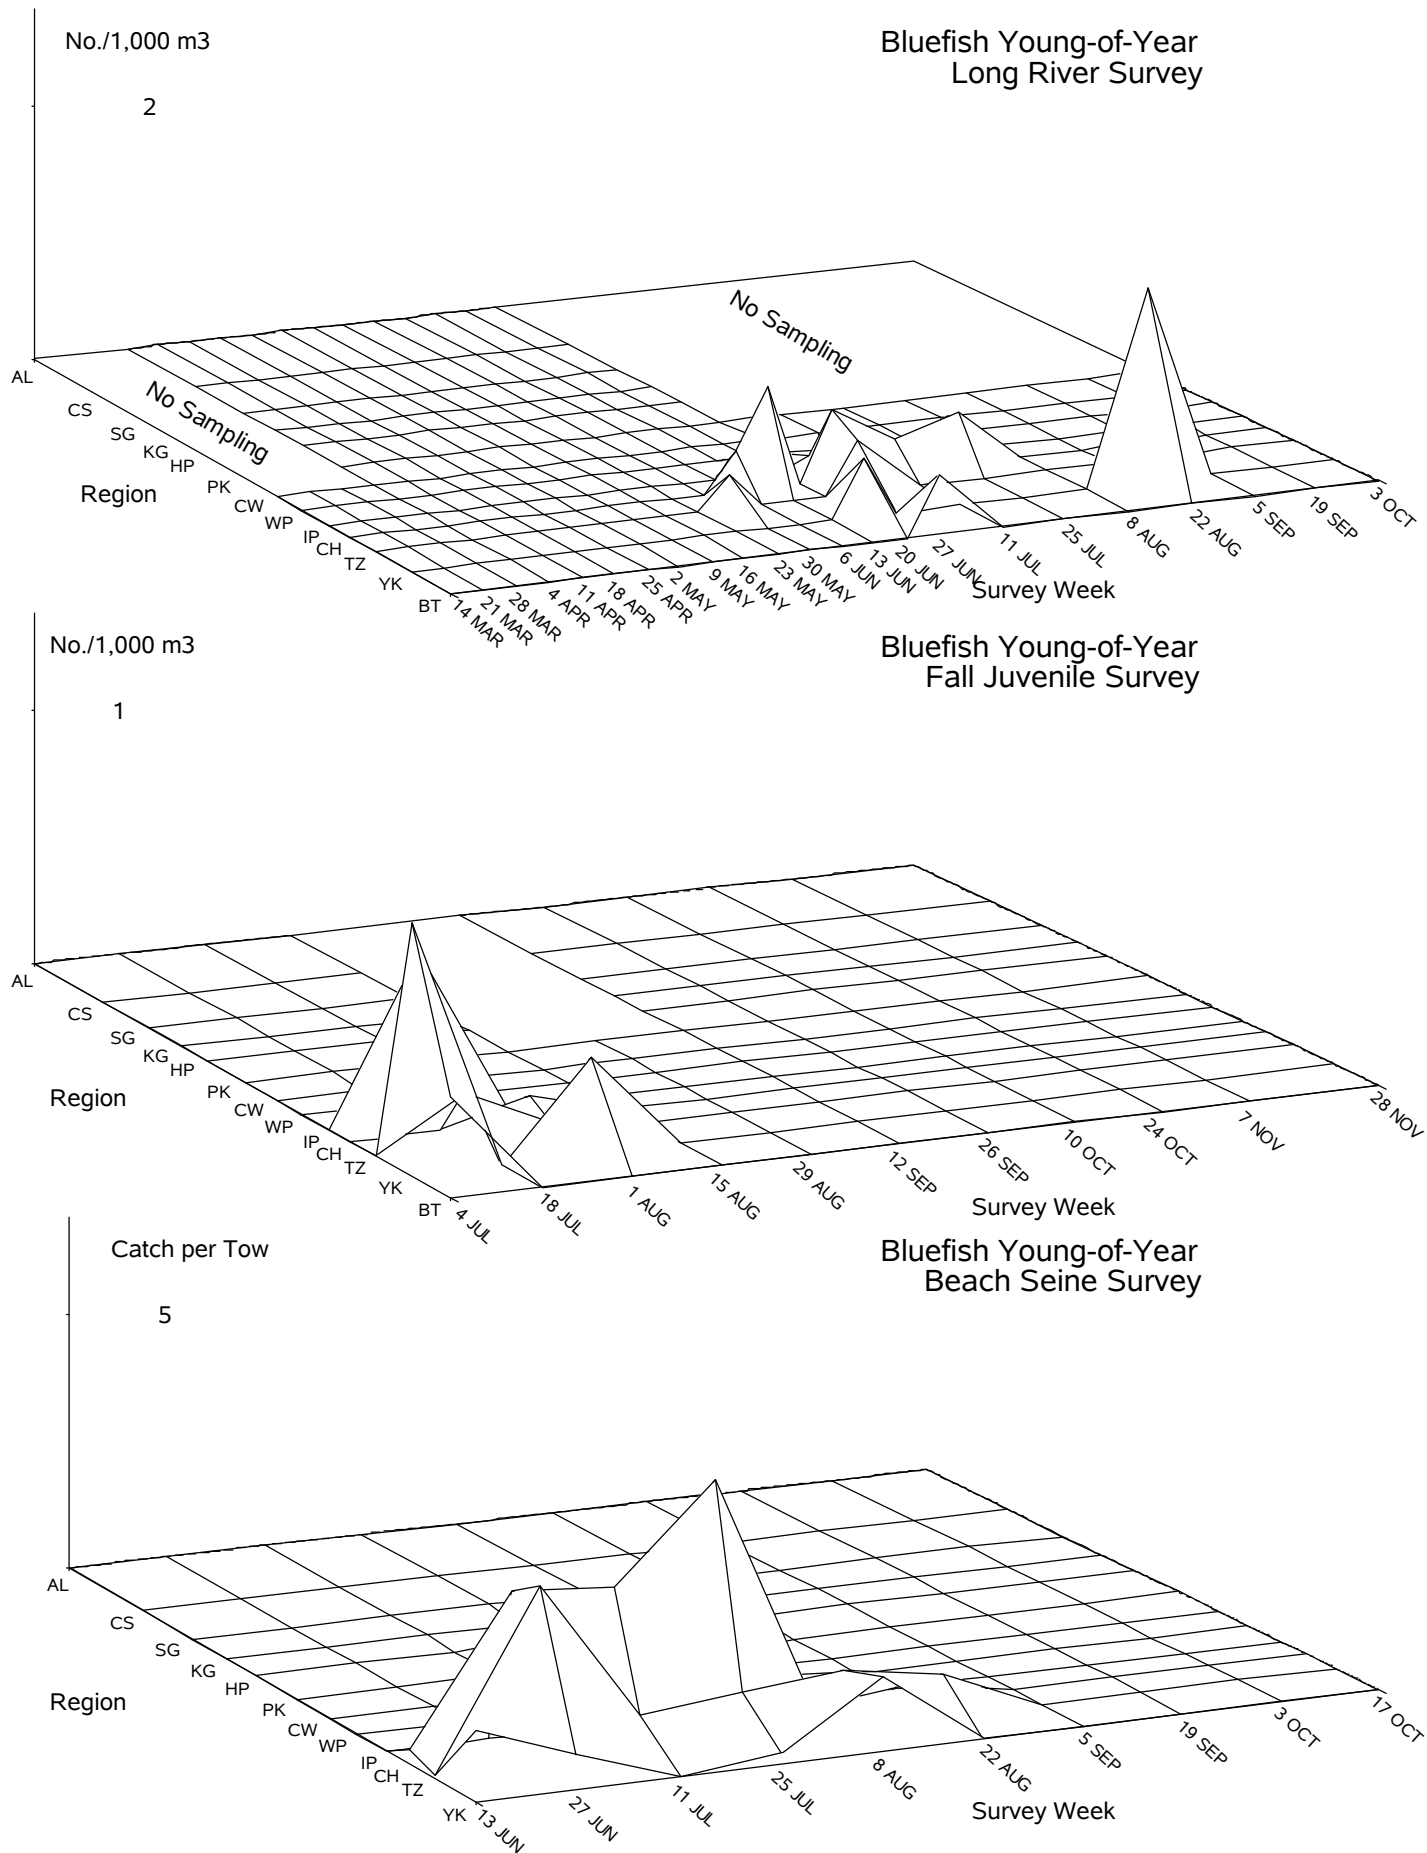 No./1,000 m3
Bluefish Young-of-Year
Long River Survey
2
No Sampling
AL
CS
SG
KG
HP
PK
CW
WP
IP
CH
TZ
YK
BT
No Sampling
Region
14 MAR
21 MAR
28 MAR
4 APR
11 APR
18 APR
25 APR
2 MAY
9 MAY
16 MAY
23 MAY
30 MAY
6 JUN
13 JUN
20 JUN
27 JUN
11 JUL
25 JUL
8 AUG
22 AUG
5 SEP
19 SEP
3 OCT
Survey Week
No./1,000 m3
Bluefish Young-of-Year
Fall Juvenile Survey
1
AL
CS
SG
KG
HP
PK
CW
WP
IP
CH
TZ
YK
BT
Region
4 JUL
18 JUL
1 AUG
15 AUG
29 AUG
12 SEP
26 SEP
10 OCT
24 OCT
7 NOV
28 NOV
Survey Week
Catch per Tow
Bluefish Young-of-Year
Beach Seine Survey
5
AL
CS
SG
KG
HP
PK
CW
WP
IP
CH
TZ
YK
Region
13 JUN
27 JUN
11 JUL
25 JUL
8 AUG
22 AUG
5 SEP
19 SEP
3 OCT
17 OCT
Survey Week